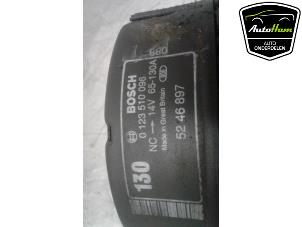 AutoHam
AUTO ONDERDELEN
BOSCH
0 123 510 096
NC 14V 65-130A
Made in Great Britain
52 46 897
130